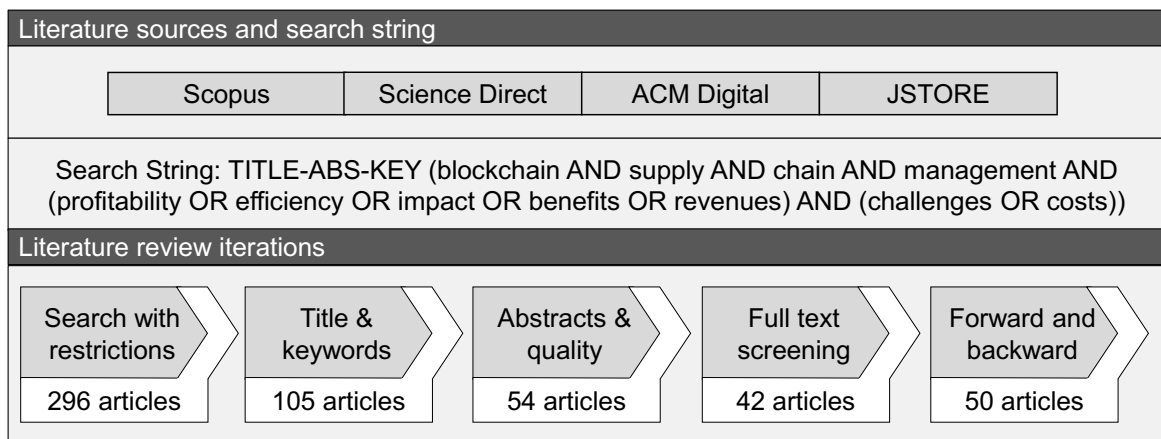 Literature sources and search string
Scopus
Science Direct
ACM Digital
JSTORE
Search String: TITLE-ABS-KEY (blockchain AND supply AND chain AND management AND
(profitability OR efficiency OR impact OR benefits OR revenues) AND (challenges OR costs))
Literature review iterations
Search with
restrictions
296 articles
Title &
keywords
105 articles
Abstracts &
quality
54 articles
Full text
screening
42 articles
Forward and
backward
50 articles